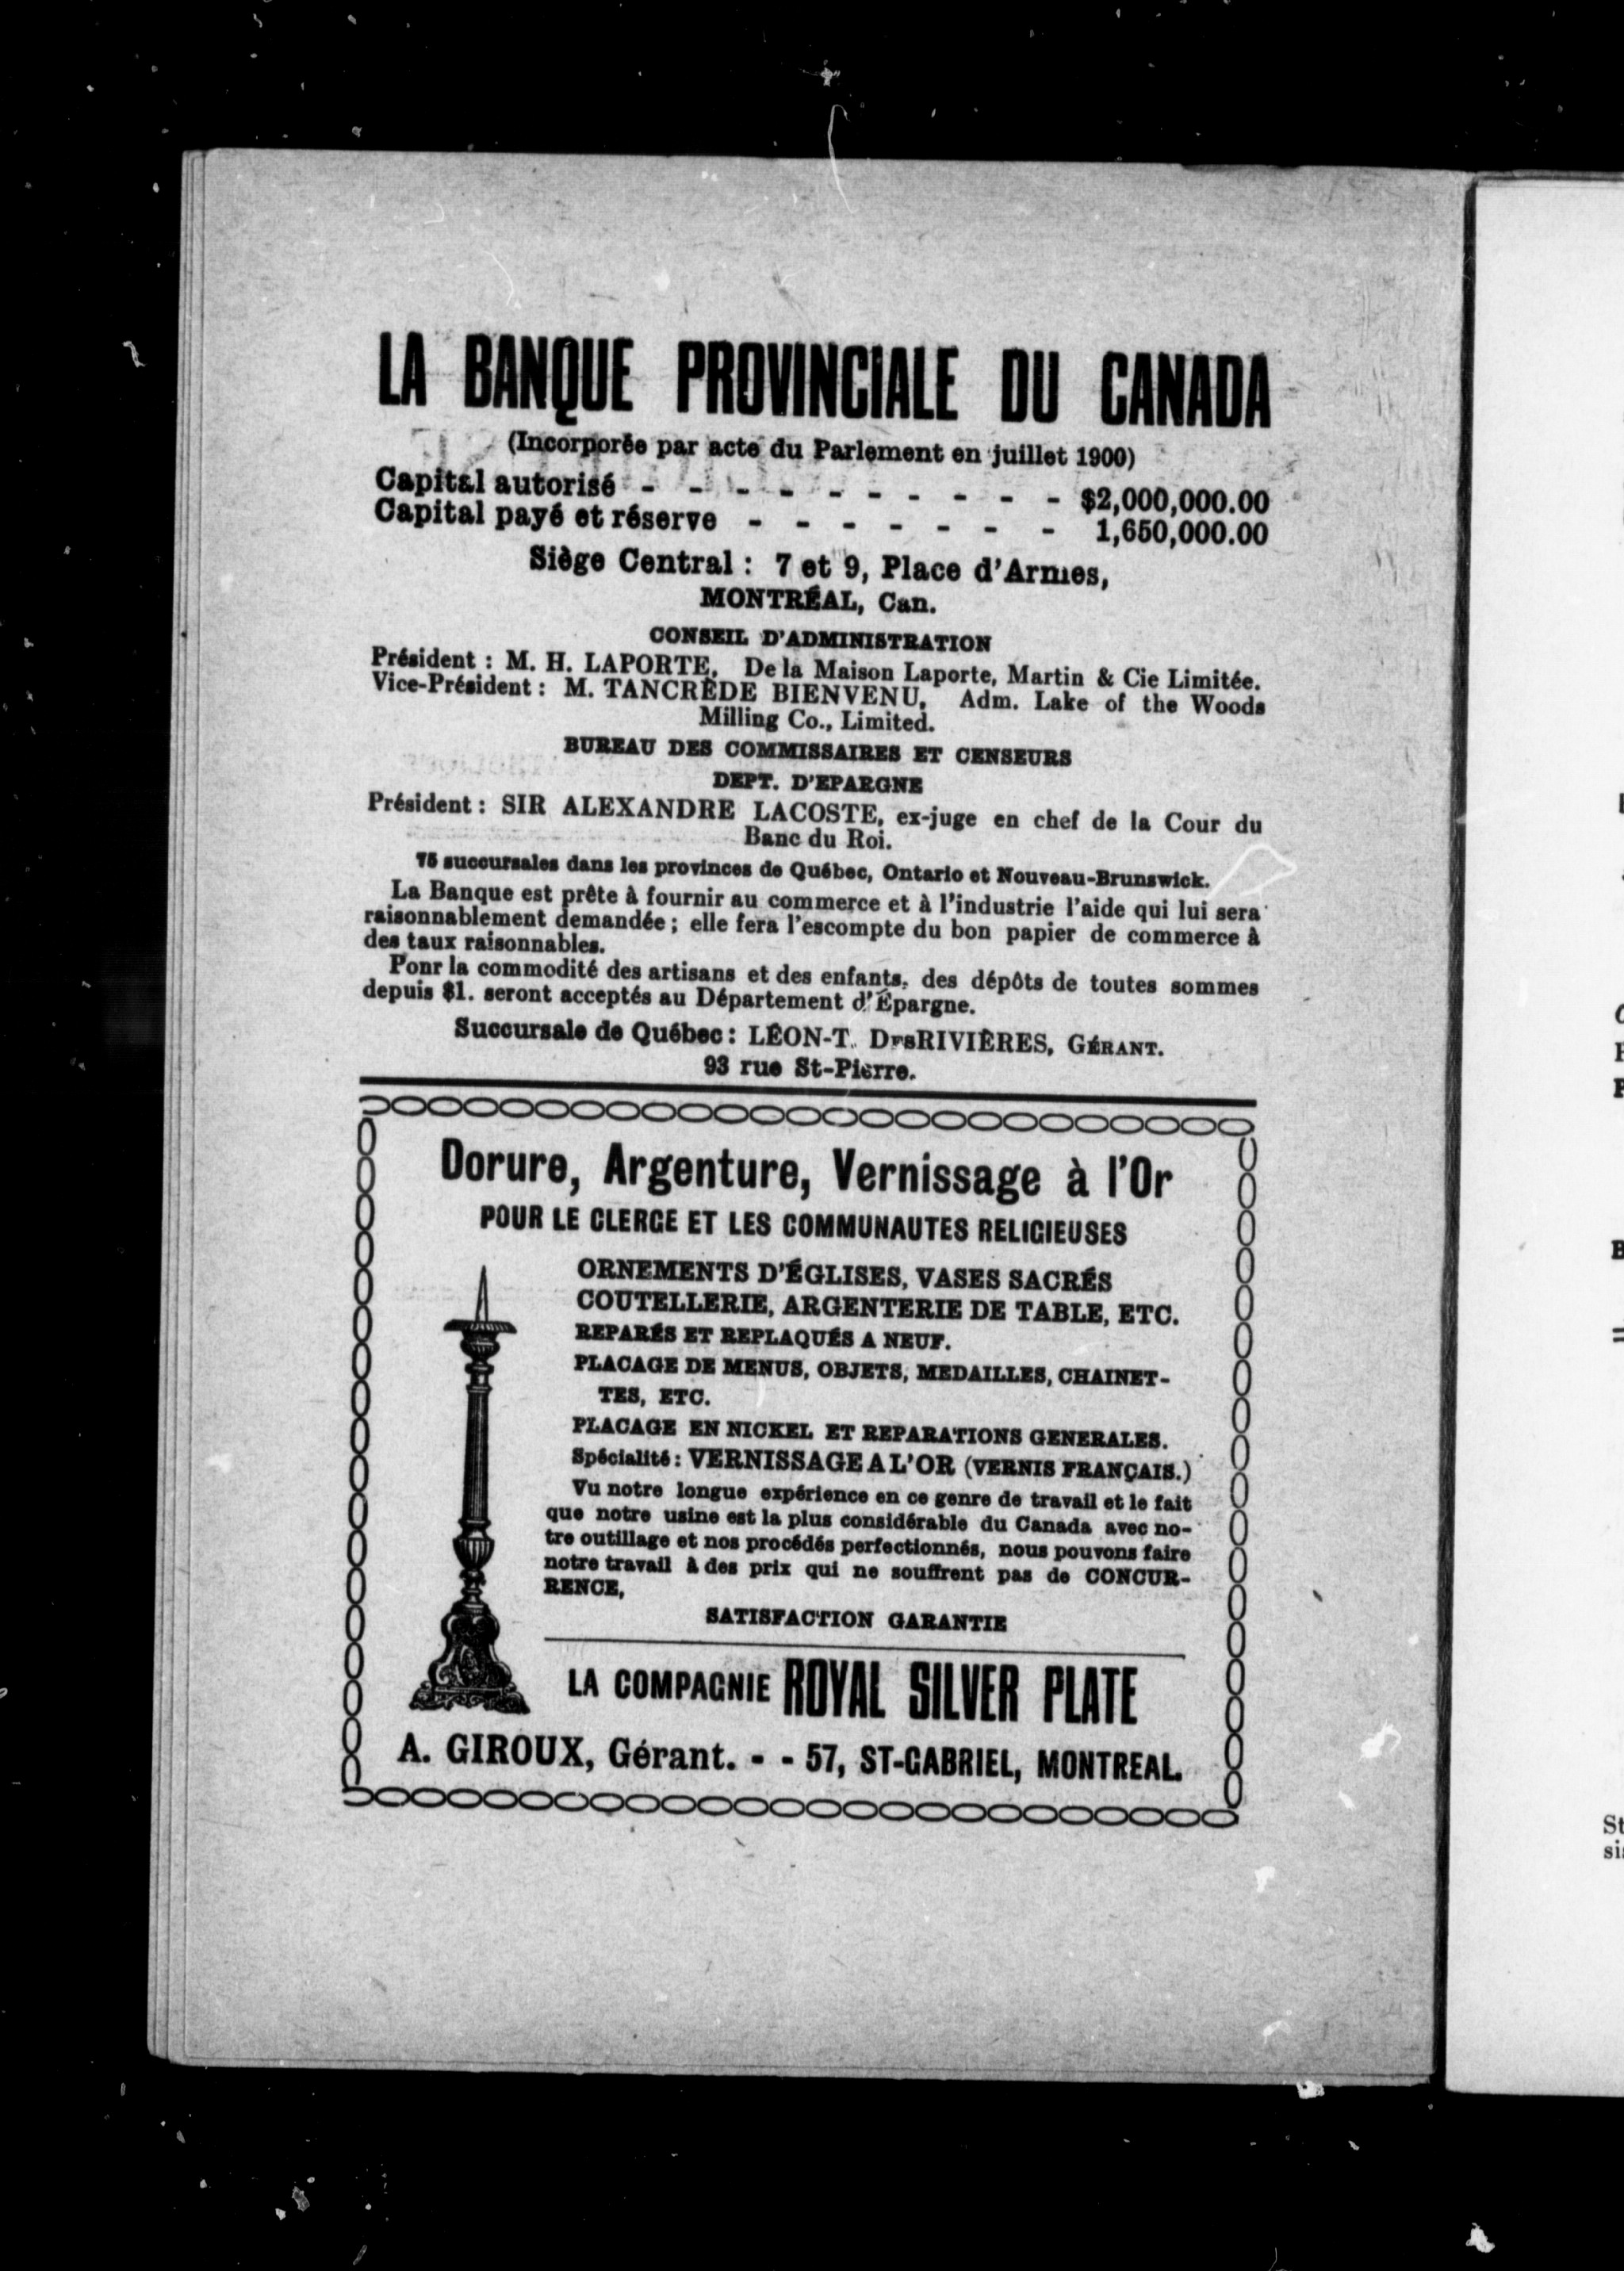 LA BANQUE PROVINCIALE DU CANADA
(Incorporée par acte du Parlement en juillet 1900)
Capital autorisé - - - - - - - - - - $2,000,000.00
Capital payé et réserve - - - - - - - 1,650,000.00
Siège Central : 7 et 9, Place d'Armes,
MONTRÉAL, Can.
CONSEIL D'ADMINISTRATION
Président : M. H. LAPORTE, De la Maison Laporte, Martin & Cie Limitée.
Vice-Président : M. TANCRÈDE BIENVENU, Adm. Lake of the Woods
Milling Co., Limited.
BUREAU DES COMMISSAIRES ET CENSEURS
DEPT. D'EPARGNE
Président : SIR ALEXANDRE LACOSTE, ex-juge en chef de la Cour du
Banc du Roi.
75 succursales dans les provinces de Québec, Ontario et Nouveau-Brunswick.
La Banque est prête à fournir au commerce et à l'industrie l'aide qui lui sera
raisonnablement demandée ; elle fera l'escompte du bon papier de commerce à
des taux raisonnables.
Ponr la commodité des artisans et des enfants, des dépôts de toutes sommes
depuis $1. seront acceptés au Département d'Épargne.
Succursale de Québec : LÉON-T. DesRIVIÈRES, GÉRANT.
93 rue St-Pierre.
Dorure, Argenture, Vernissage à l'Or
POUR LE CLERGE ET LES COMMUNAUTES RELIGIEUSES
ORNEMENTS D'ÉGLISES, VASES SACRÉS
COUTELLERIE, ARGENTERIE DE TABLE, ETC.
REPARÉS ET REPLAQUÉS A NEUF.
PLACAGE DE MENUS, OBJETS, MEDAILLES, CHAINET-
TES, ETC.
PLACAGE EN NICKEL ET REPARATIONS GENERALES.
Spécialité : VERNISSAGE A L'OR (VERNIS FRANÇAIS.)
Vu notre longue expérience en ce genre de travail et le fait
que notre usine est la plus considérable du Canada avec no-
tre outillage et nos procédés perfectionnés, nous pouvons faire
notre travail à des prix qui ne souffrent pas de CONCUR-
RENCE,
SATISFACTION GARANTIE
LA COMPAGNIE ROYAL SILVER PLATE
A. GIROUX, Gérant. - - 57, ST-GABRIEL, MONTREAL.